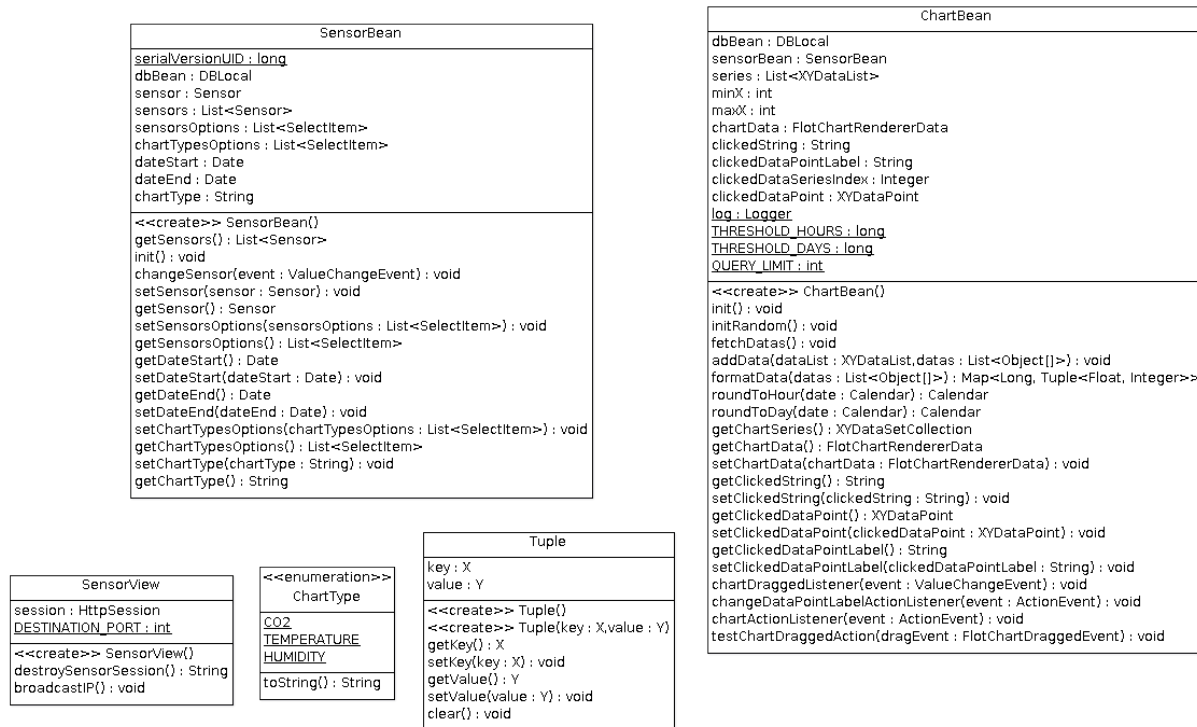 SensorBean
serialVersionUID : long
dbBean : DBLocal
sensor : Sensor
sensors : List<Sensor>
sensorsOptions : List<SelectItem>
chartTypesOptions : List<SelectItem>
dateStart : Date
dateEnd : Date
chartType : String
<<create>> SensorBean()
getSensors() : List<Sensor>
init() : void
changeSensor(event : ValueChangeEvent) : void
setSensor(sensor : Sensor) : void
getSensor() : Sensor
setSensorsOptions(sensorsOptions : List<SelectItem>) : void
getSensorsOptions() : List<SelectItem>
getDateStart() : Date
setDateStart(dateStart : Date) : void
getDateEnd() : Date
setDateEnd(dateEnd : Date) : void
setChartTypesOptions(chartTypesOptions : List<SelectItem>) : void
getChartTypesOptions() : List<SelectItem>
setChartType(chartType : String) : void
getChartType() : String
ChartBean
dbBean : DBLocal
sensorBean : SensorBean
series : List<XYDataList>
minX : int
maxX : int
chartData : FlotChartRendererData
clickedString : String
clickedDataPointLabel : String
clickedDataSeriesIndex : Integer
clickedDataPoint : XYDataPoint
log : Logger
THRESHOLD_HOURS : long
THRESHOLD_DAYS : long
QUERY_LIMIT : int
<<create>> ChartBean()
init() : void
initRandom() : void
fetchDatas() : void
addData(dataList : XYDataList,datas : List<Object[]>) : void
formatData(datas : List<Object[]>) : Map<Long, Tuple<Float, Integer>>
roundToHour(date : Calendar) : Calendar
roundToDay(date : Calendar) : Calendar
getChartSeries() : XYDataSetCollection
getChartData() : FlotChartRendererData
setChartData(chartData : FlotChartRendererData) : void
getClickedString() : String
setClickedString(clickedString : String) : void
getClickedDataPoint() : XYDataPoint
setClickedDataPoint(clickedDataPoint : XYDataPoint) : void
getClickedDataPointLabel() : String
setClickedDataPointLabel(clickedDataPointLabel : String) : void
chartDraggedListener(event : ValueChangeEvent) : void
changeDataPointLabelActionListener(event : ActionEvent) : void
chartActionListener(event : ActionEvent) : void
testChartDraggedAction(dragEvent : FlotChartDraggedEvent) : void
SensorView
session : HttpSession
DESTINATION_PORT : int
<<create>> SensorView()
destroySensorSession() : String
broadcastIP() : void
<<enumeration>>
ChartType
CO2
TEMPERATURE
HUMIDITY
toString() : String
Tuple
key : X
value : Y
<<create>> Tuple()
<<create>> Tuple(key : X,value : Y)
getKey() : X
setKey(key : X) : void
getValue() : Y
setValue(value : Y) : void
clear() : void